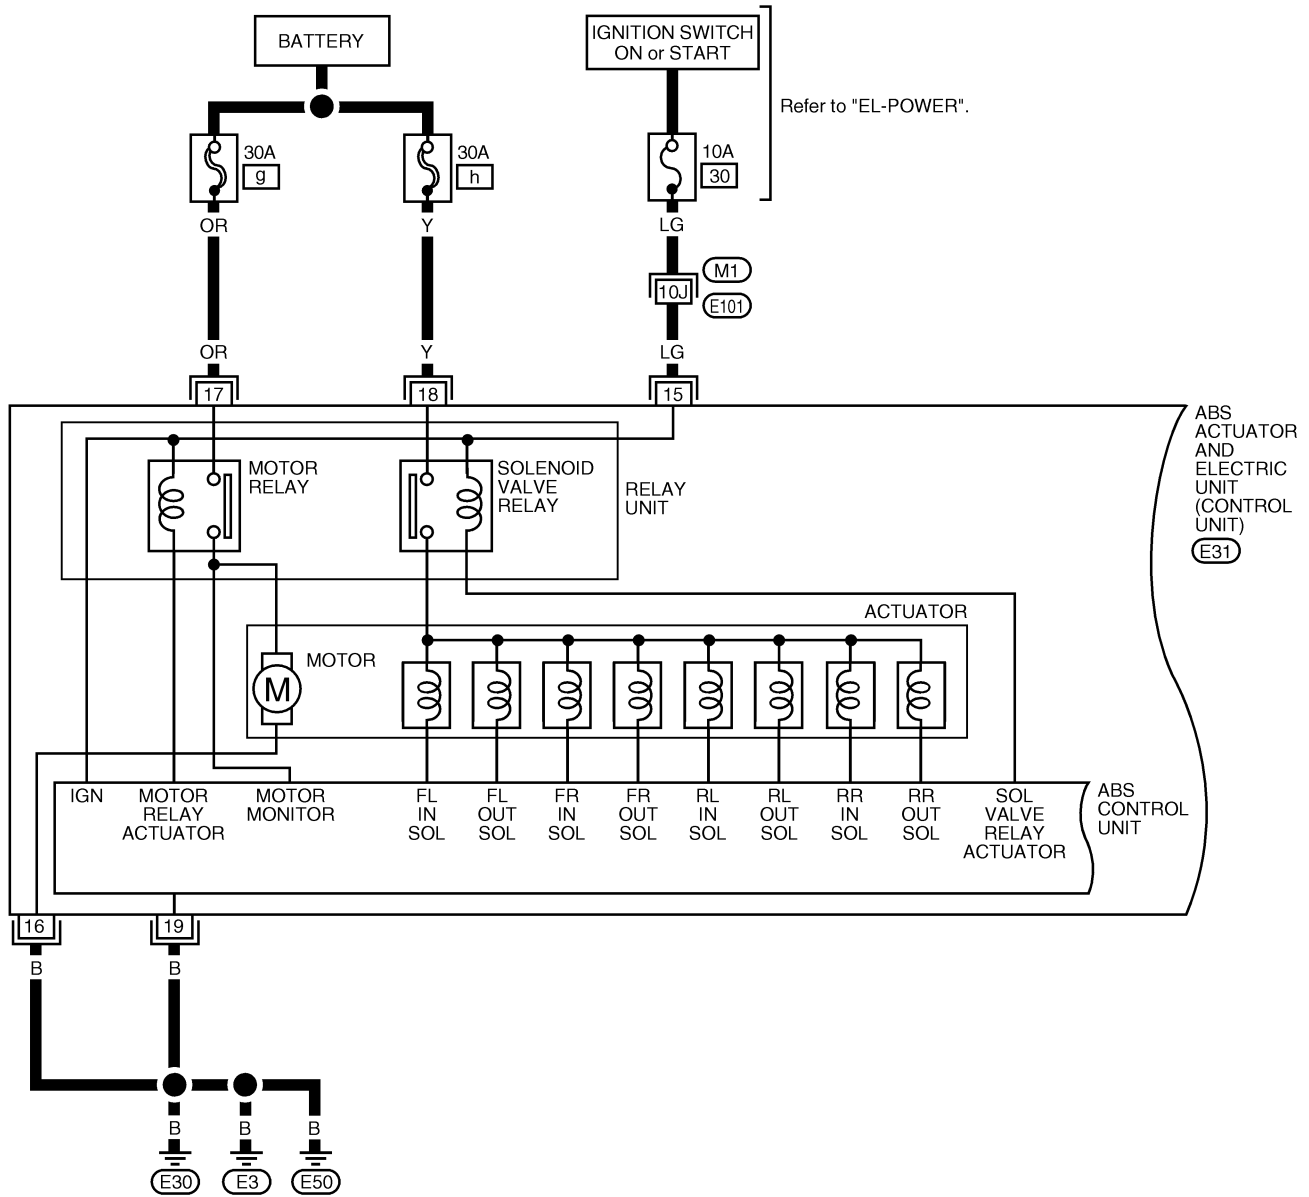 BATTERY
IGNITION SWITCH
ON or START
Refer to "EL-POWER".
30A
g
30A
h
10A
30
OR
Y
LG
M1
10J
E101
OR
Y
LG
17
18
15
ABS
ACTUATOR
AND
ELECTRIC
UNIT
(CONTROL
UNIT)
E31
MOTOR
RELAY
SOLENOID
VALVE
RELAY
RELAY
UNIT
ACTUATOR
MOTOR
M
IGN
MOTOR
RELAY
ACTUATOR
MOTOR
MONITOR
FL
IN
SOL
FL
OUT
SOL
FR
IN
SOL
FR
OUT
SOL
RL
IN
SOL
RL
OUT
SOL
RR
IN
SOL
RR
OUT
SOL
SOL
VALVE
RELAY
ACTUATOR
ABS
CONTROL
UNIT
16
19
B
B
B
B
B
E30
E3
E50